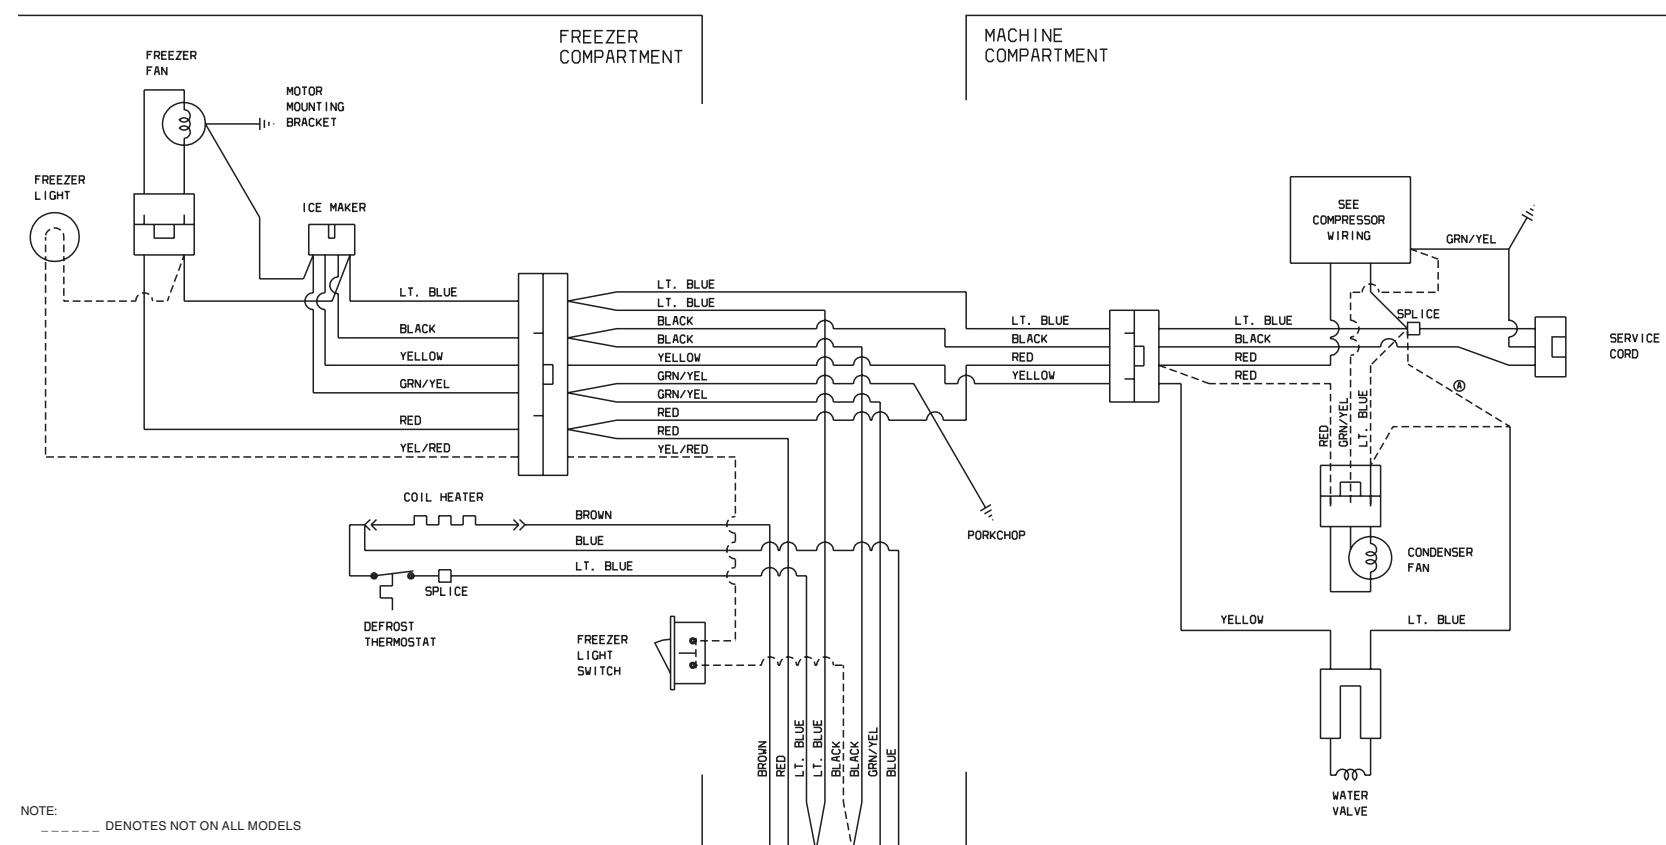 FREEZER
COMPARTMENT
MACHINE
COMPARTMENT
FREEZER
FAN
MOTOR
MOUNTING
BRACKET
FREEZER
LIGHT
ICE MAKER
SEE
COMPRESSOR
WIRING
GRN/YEL
LT. BLUE
BLACK
YELLOW
GRN/YEL
RED
YEL/RED
LT. BLUE
LT. BLUE
BLACK
BLACK
YELLOW
GRN/YEL
GRN/YEL
RED
RED
YEL/RED
LT. BLUE
BLACK
RED
YELLOW
LT. BLUE
BLACK
RED
RED
SPLICE
SERVICE
CORD
A
RED
GRN/YEL
LT. BLUE
PORKCHOP
COIL HEATER
BROWN
BLUE
LT. BLUE
SPLICE
DEFROST
THERMOSTAT
FREEZER
LIGHT
SWITCH
CONDENSER
FAN
YELLOW
LT. BLUE
BROWN
RED
LT. BLUE
LT. BLUE
BLACK
BLACK
GRN/YEL
BLUE
WATER
VALVE
NOTE:
______ DENOTES NOT ON ALL MODELS